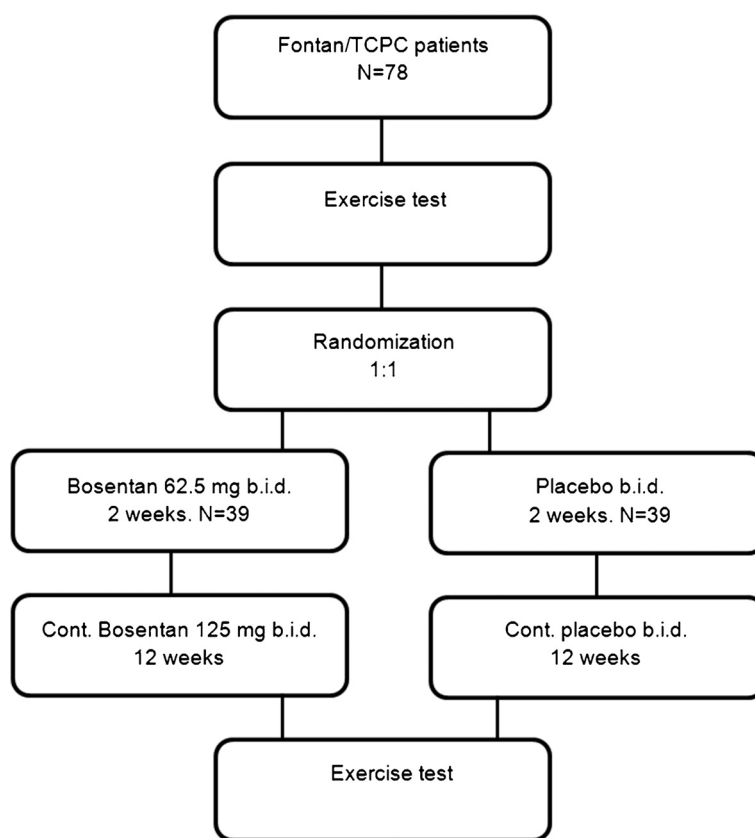 Fontan/TCPC patients
N=78
Exercise test
Randomization
1:1
Bosentan 62.5 mg b.i.d.
2 weeks. N=39
Placebo b.i.d.
2 weeks. N=39
Cont. Bosentan 125 mg b.i.d.
12 weeks
Cont. placebo b.i.d.
12 weeks
Exercise test